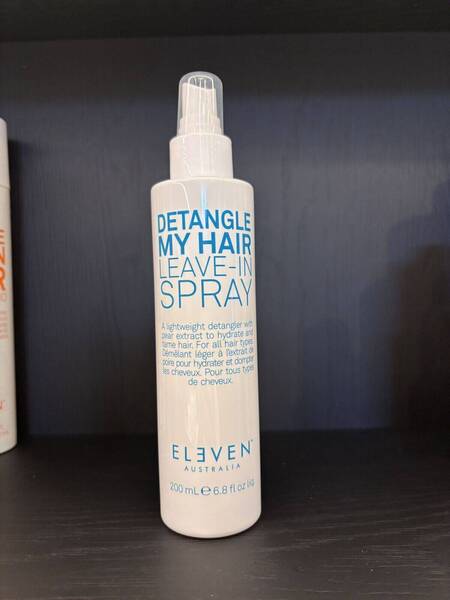 DETANGLE
MY HAIR
LEAVE-IN
SPRAY
A lightweight detangler with
pear extract to hydrate and
tame hair. For all hair types.
Démêlant léger à l'extrait de
poire pour hydrater et dompter
les cheveux. Pour tous types
de cheveux.
ELEVEN™
AUSTRALIA
200 mL ℮ 6.8 fl oz liq